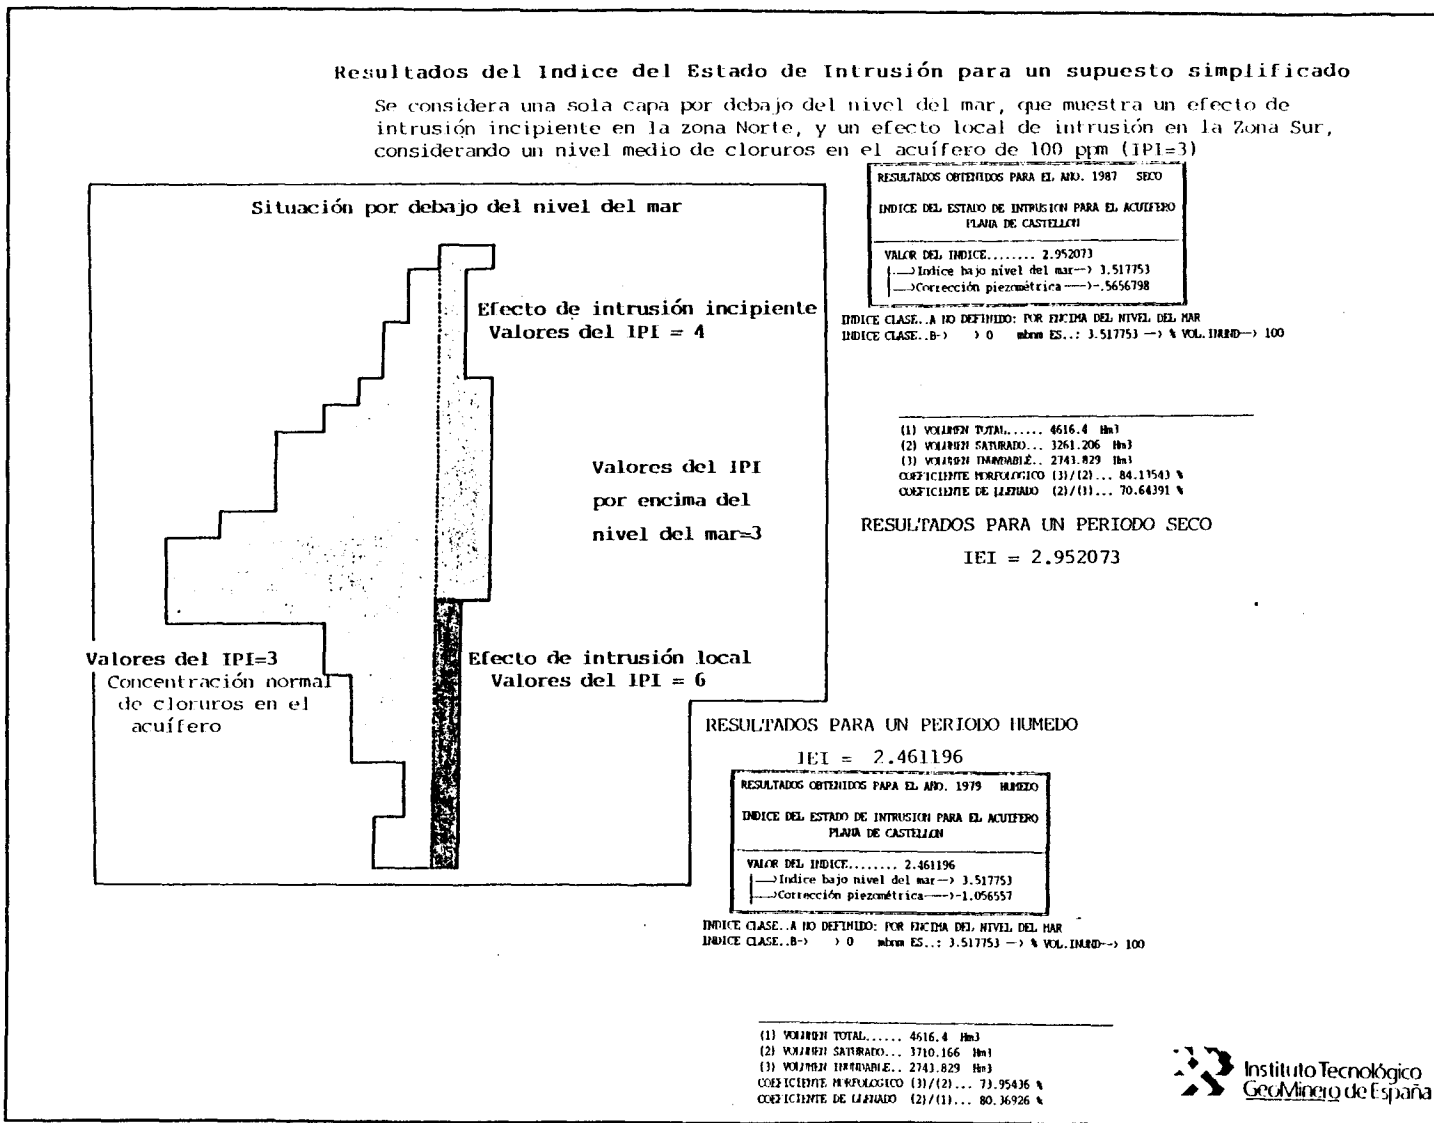 Resultados del Indice del Estado de Intrusión para un supuesto simplificado
Se considera una sola capa por debajo del nivel del mar, que muestra un efecto de
intrusión incipiente en la zona Norte, y un efecto local de intrusión en la Zona Sur,
considerando un nivel medio de cloruros en el acuífero de 100 ppm (IPI=3)
Situación por debajo del nivel del mar
Efecto de intrusión incipiente
Valores del IPI = 4
Valores del IPI
por encima del
nivel del mar=3
Valores del IPI=3
Concentración normal
de cloruros en el
acuífero
Efecto de intrusión local
Valores del IPI = 6
RESULTADOS OBTENIDOS PARA EL AÑO. 1987 SECO
INDICE DEL ESTADO DE INTRUSION PARA EL ACUIFERO
PLANA DE CASTELLON
VALOR DEL INDICE........ 2.952073
|__>Indice bajo nivel del mar--> 3.517753
|__>Corrección piezométrica ---->-.5656798
INDICE CLASE..A NO DEFINIDO: POR ENCIMA DEL NIVEL DEL MAR
INDICE CLASE..B-> > 0 mbnm ES..: 3.517753 --> % VOL.INUND--> 100
(1) VOLUMEN TOTAL...... 4616.4 Hm3
(2) VOLUMEN SATURADO... 3261.206 Hm3
(3) VOLUMEN INUNDABLE.. 2743.829 Hm3
COEFICIENTE MORFOLOGICO (3)/(2)... 84.13543 %
COEFICIENTE DE LLENADO (2)/(1)... 70.64391 %
RESULTADOS PARA UN PERIODO SECO
IEI = 2.952073
RESULTADOS PARA UN PERIODO HUMEDO
IEI = 2.461196
RESULTADOS OBTENIDOS PARA EL AÑO. 1979 HUMEDO
INDICE DEL ESTADO DE INTRUSION PARA EL ACUIFERO
PLANA DE CASTELLON
VALOR DEL INDICE........ 2.461196
|__>Indice bajo nivel del mar--> 3.517753
|__>Corrección piezométrica---->-1.056557
INDICE CLASE..A NO DEFINIDO: POR ENCIMA DEL NIVEL DEL MAR
INDICE CLASE..B-> > 0 mbnm ES..: 3.517753 --> % VOL.INUND--> 100
(1) VOLUMEN TOTAL...... 4616.4 Hm3
(2) VOLUMEN SATURADO... 3710.166 Hm3
(3) VOLUMEN INUNDABLE.. 2743.829 Hm3
COEFICIENTE MORFOLOGICO (3)/(2)... 73.95436 %
COEFICIENTE DE LLENADO (2)/(1)... 80.36926 %
Instituto Tecnológico
GeoMinero de España